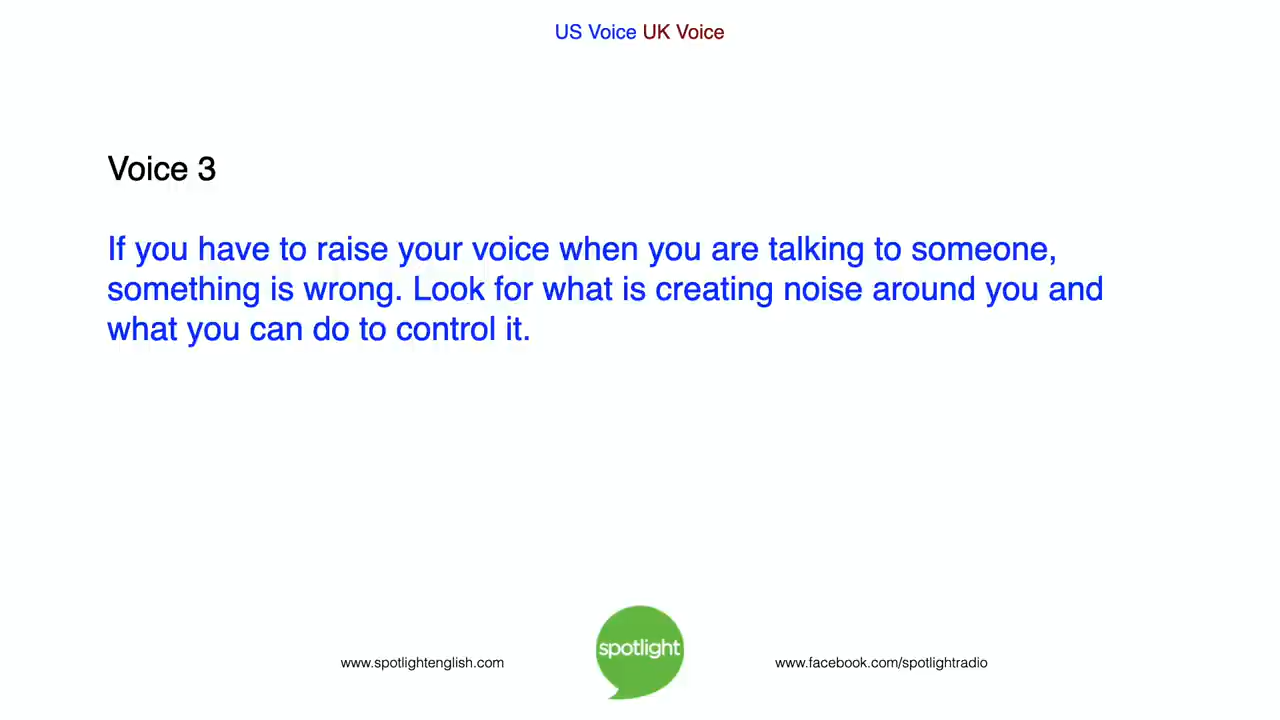 US Voice UK Voice
Voice 3
If you have to raise your voice when you are talking to someone,
something is wrong. Look for what is creating noise around you and
what you can do to control it.
spotlight
www.spotlightenglish.com
www.facebook.com/spotlightradio